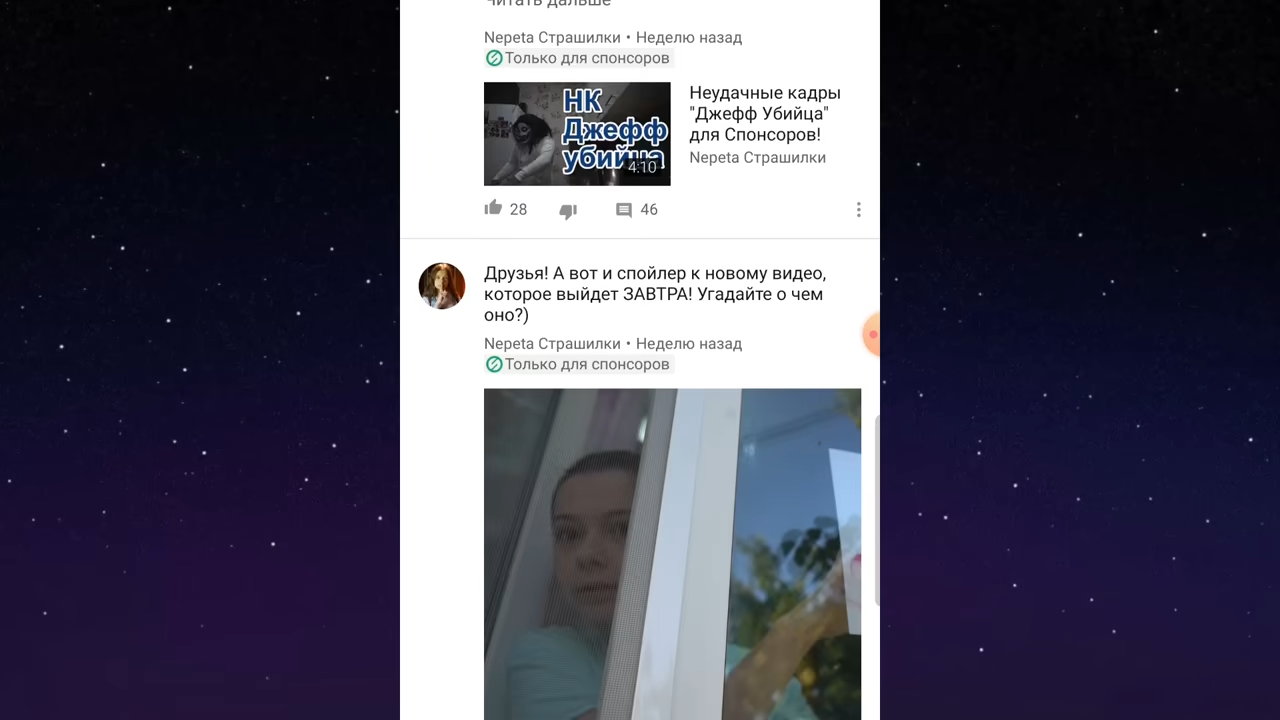 Читать дальше
Nepeta Страшилки • Неделю назад
Только для спонсоров
НК
Джефф
убийца
4:10
Неудачные кадры
"Джефф Убийца"
для Спонсоров!
Nepeta Страшилки
28
46
Друзья! А вот и спойлер к новому видео,
которое выйдет ЗАВТРА! Угадайте о чем
оно?)
Nepeta Страшилки • Неделю назад
Только для спонсоров